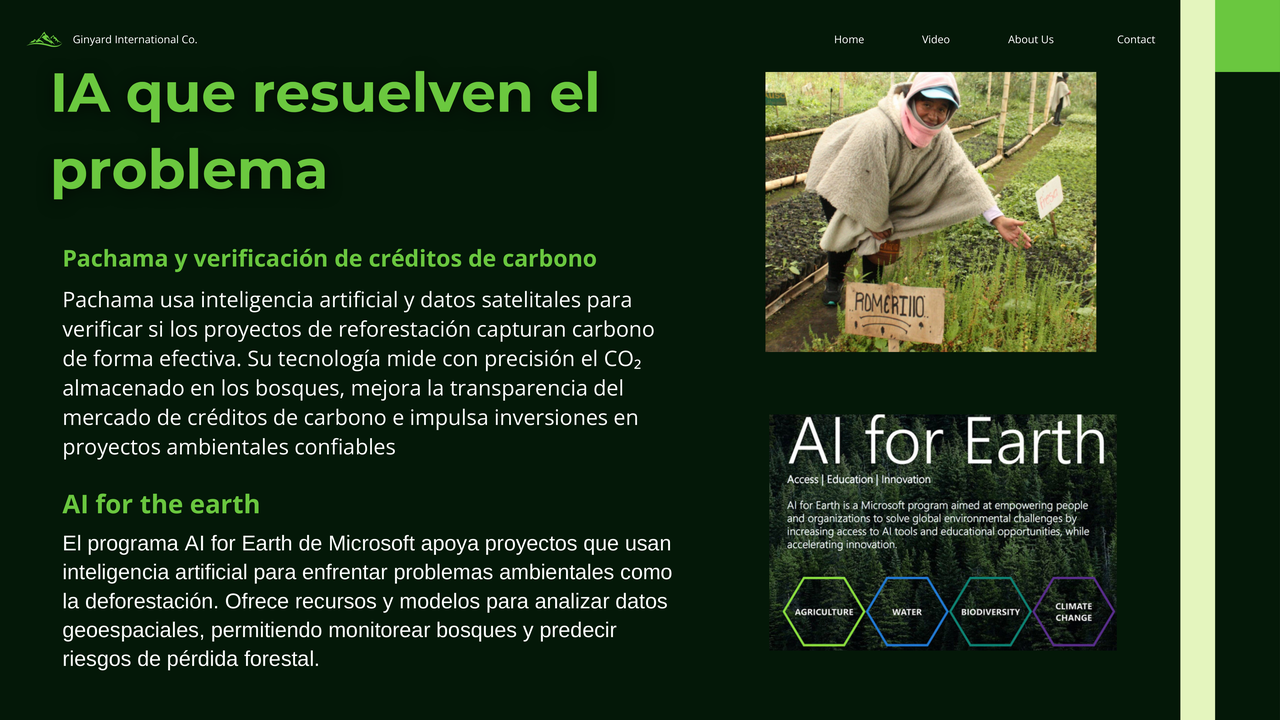 Ginyard International Co.
Home
Video
About Us
Contact
IA que resuelven el
problema
Pachama y verificación de créditos de carbono
Pachama usa inteligencia artificial y datos satelitales para
verificar si los proyectos de reforestación capturan carbono
de forma efectiva. Su tecnología mide con precisión el CO₂
almacenado en los bosques, mejora la transparencia del
mercado de créditos de carbono e impulsa inversiones en
proyectos ambientales confiables
AI for the earth
El programa AI for Earth de Microsoft apoya proyectos que usan
inteligencia artificial para enfrentar problemas ambientales como
la deforestación. Ofrece recursos y modelos para analizar datos
geoespaciales, permitiendo monitorear bosques y predecir
riesgos de pérdida forestal.
ROMERIllO
AI for Earth
Access | Education | Innovation
AI for Earth is a Microsoft program aimed at empowering people
and organizations to solve global environmental challenges by
increasing access to AI tools and educational opportunities, while
accelerating innovation.
AGRICULTURE
WATER
BIODIVERSITY
CLIMATE
CHANGE